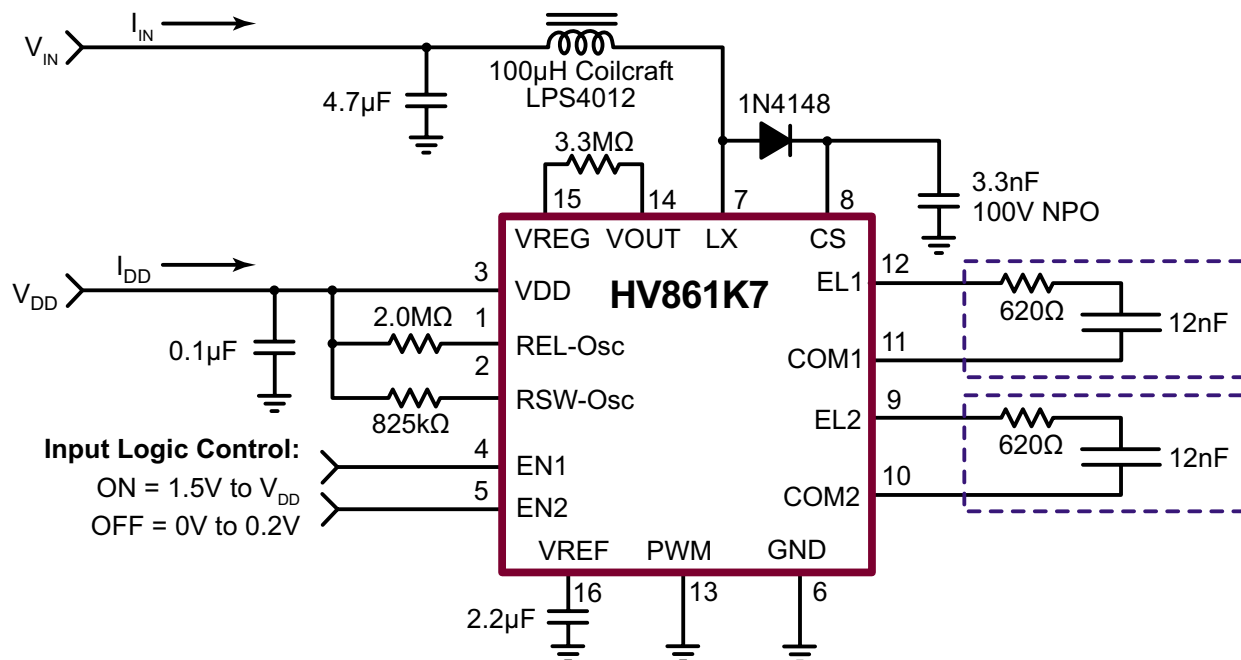 I_IN
V_IN
100µH Coilcraft
LPS4012
4.7µF
1N4148
3.3MΩ
3.3nF
100V NPO
15
14
7
8
VREG
VOUT
LX
CS
HV861K7
I_DD
V_DD
3
VDD
12
EL1
620Ω
12nF
2.0MΩ
1
REL-Osc
0.1µF
11
COM1
2
RSW-Osc
825kΩ
9
EL2
620Ω
12nF
Input Logic Control:
ON = 1.5V to V_DD
OFF = 0V to 0.2V
4
EN1
5
EN2
10
COM2
VREF
PWM
GND
16
13
6
2.2µF